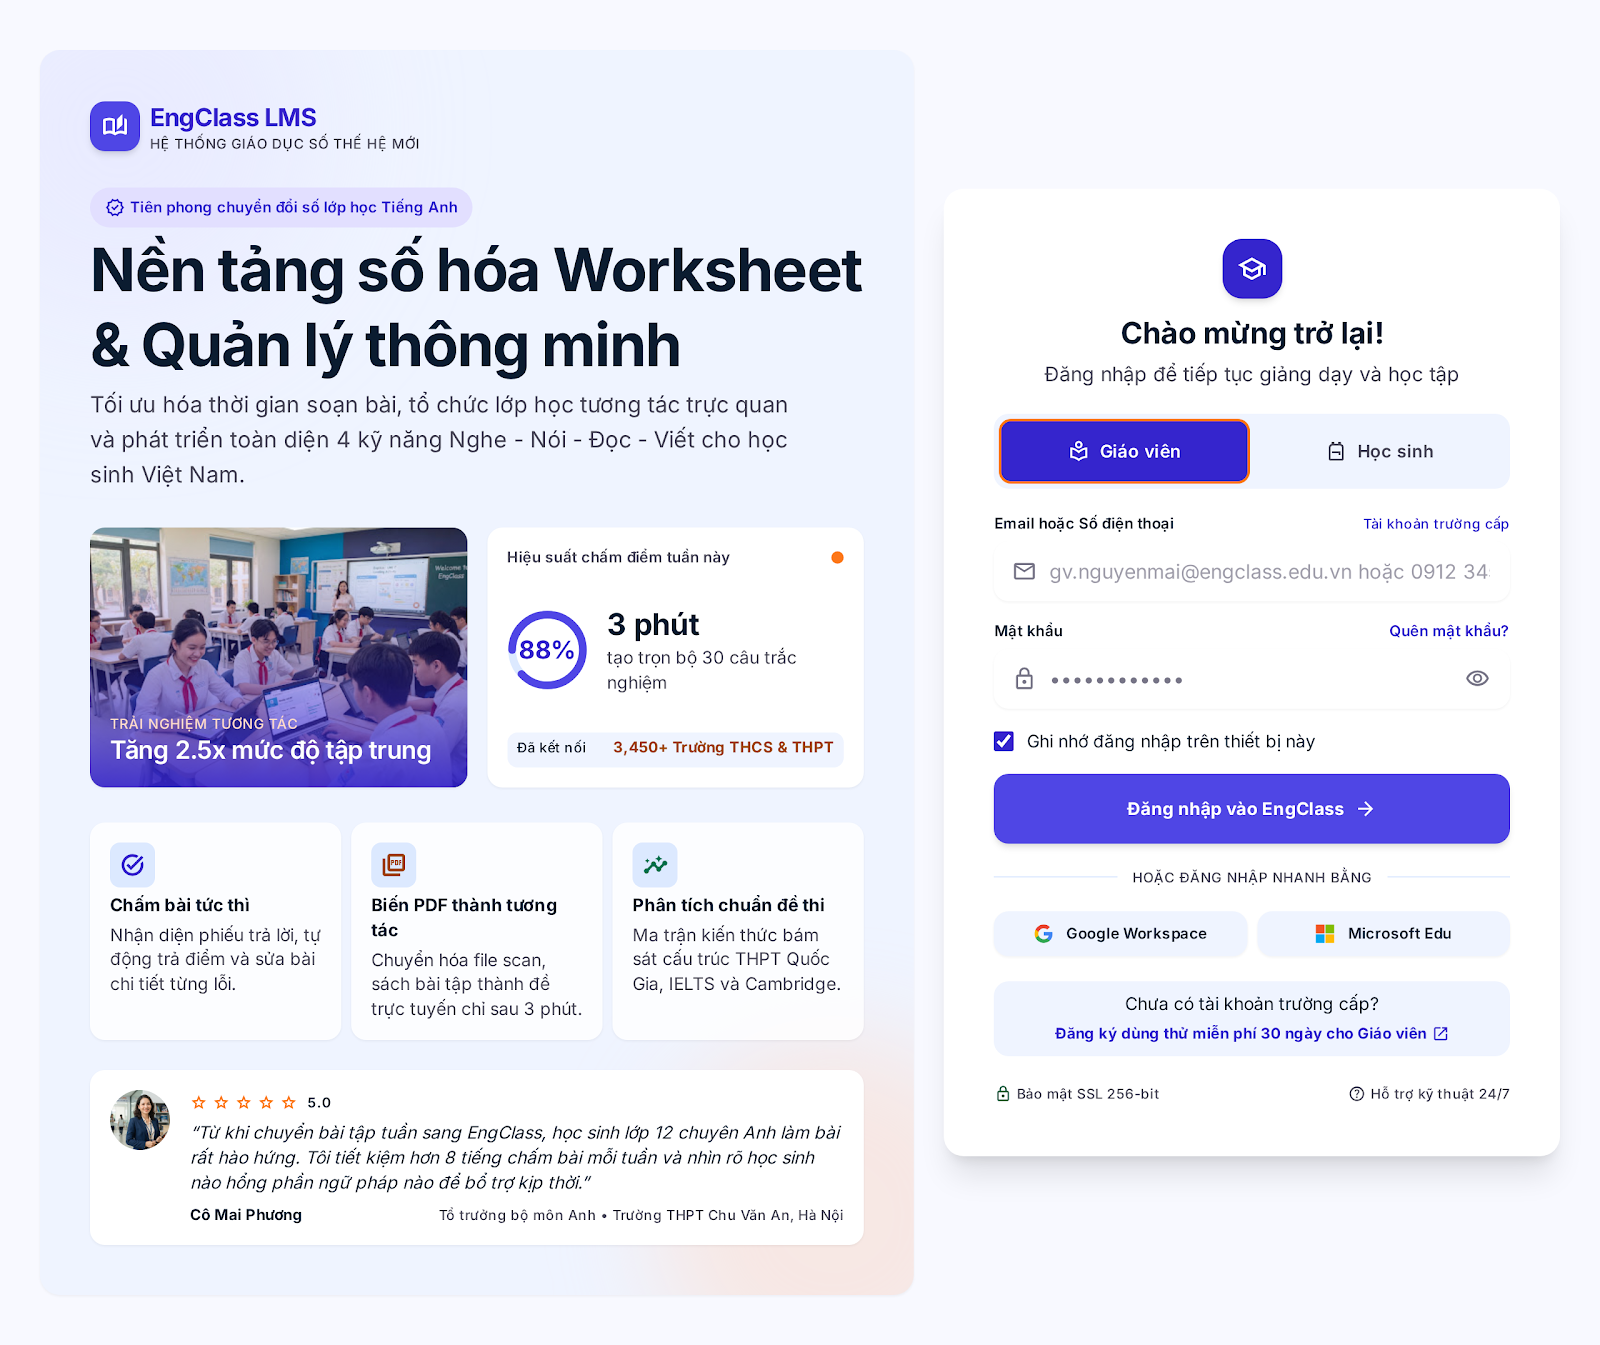 EngClass LMS
HỆ THỐNG GIÁO DỤC SỐ THẾ HỆ MỚI
Tiên phong chuyển đổi số lớp học Tiếng Anh
Nền tảng số hóa Worksheet
& Quản lý thông minh
Tối ưu hóa thời gian soạn bài, tổ chức lớp học tương tác trực quan
và phát triển toàn diện 4 kỹ năng Nghe - Nói - Đọc - Viết cho học
sinh Việt Nam.
Welcome to
EngClass
TRẢI NGHIỆM TƯƠNG TÁC
Tăng 2.5x mức độ tập trung
Hiệu suất chấm điểm tuần này
88%
3 phút
tạo trọn bộ 30 câu trắc
nghiệm
Đã kết nối
3,450+ Trường THCS & THPT
Chấm bài tức thì
Nhận diện phiếu trả lời, tự
động trả điểm và sửa bài
chi tiết từng lỗi.
PDF
Biến PDF thành tương
tác
Chuyển hóa file scan,
sách bài tập thành đề
trực tuyến chỉ sau 3 phút.
Phân tích chuẩn đề thi
Ma trận kiến thức bám
sát cấu trúc THPT Quốc
Gia, IELTS và Cambridge.
5.0
“Từ khi chuyển bài tập tuần sang EngClass, học sinh lớp 12 chuyên Anh làm bài
rất hào hứng. Tôi tiết kiệm hơn 8 tiếng chấm bài mỗi tuần và nhìn rõ học sinh
nào hổng phần ngữ pháp nào để bổ trợ kịp thời.”
Cô Mai Phương
Tổ trưởng bộ môn Anh • Trường THPT Chu Văn An, Hà Nội
Chào mừng trở lại!
Đăng nhập để tiếp tục giảng dạy và học tập
Giáo viên
Học sinh
Email hoặc Số điện thoại
Tài khoản trường cấp
gv.nguyenmai@engclass.edu.vn hoặc 0912 34
Mật khẩu
Quên mật khẩu?
••••••••••••
Ghi nhớ đăng nhập trên thiết bị này
Đăng nhập vào EngClass
HOẶC ĐĂNG NHẬP NHANH BẰNG
Google Workspace
Microsoft Edu
Chưa có tài khoản trường cấp?
Đăng ký dùng thử miễn phí 30 ngày cho Giáo viên
Bảo mật SSL 256-bit
Hỗ trợ kỹ thuật 24/7